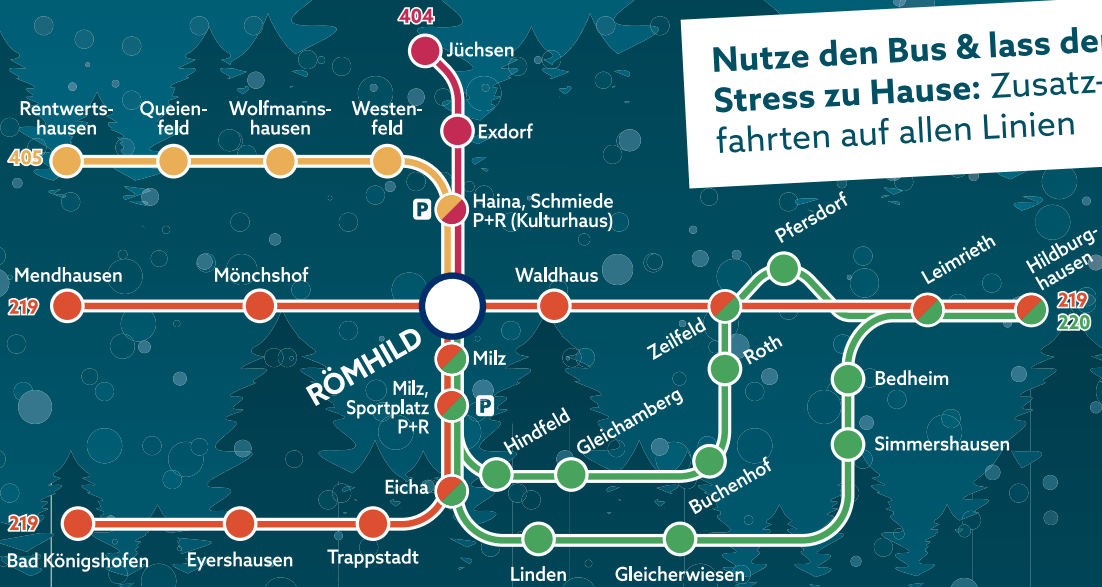 404
Jüchsen
Nutze den Bus & lass den
Stress zu Hause: Zusatz-
fahrten auf allen Linien
Rentwerts-
hausen
Queien-
feld
Wolfmanns-
hausen
Westen-
feld
Exdorf
405
P
Haina, Schmiede
P+R (Kulturhaus)
Pfersdorf
Leimrieth
Hildburg-
hausen
Mendhausen
Mönchshof
Waldhaus
219
219
220
RÖMHILD
Zeilfeld
Roth
Milz
Milz,
Sportplatz
P+R
P
Bedheim
Hindfeld
Gleichamberg
Simmershausen
Buchenhof
Eicha
219
Bad Königshofen
Eyershausen
Trappstadt
Linden
Gleicherwiesen